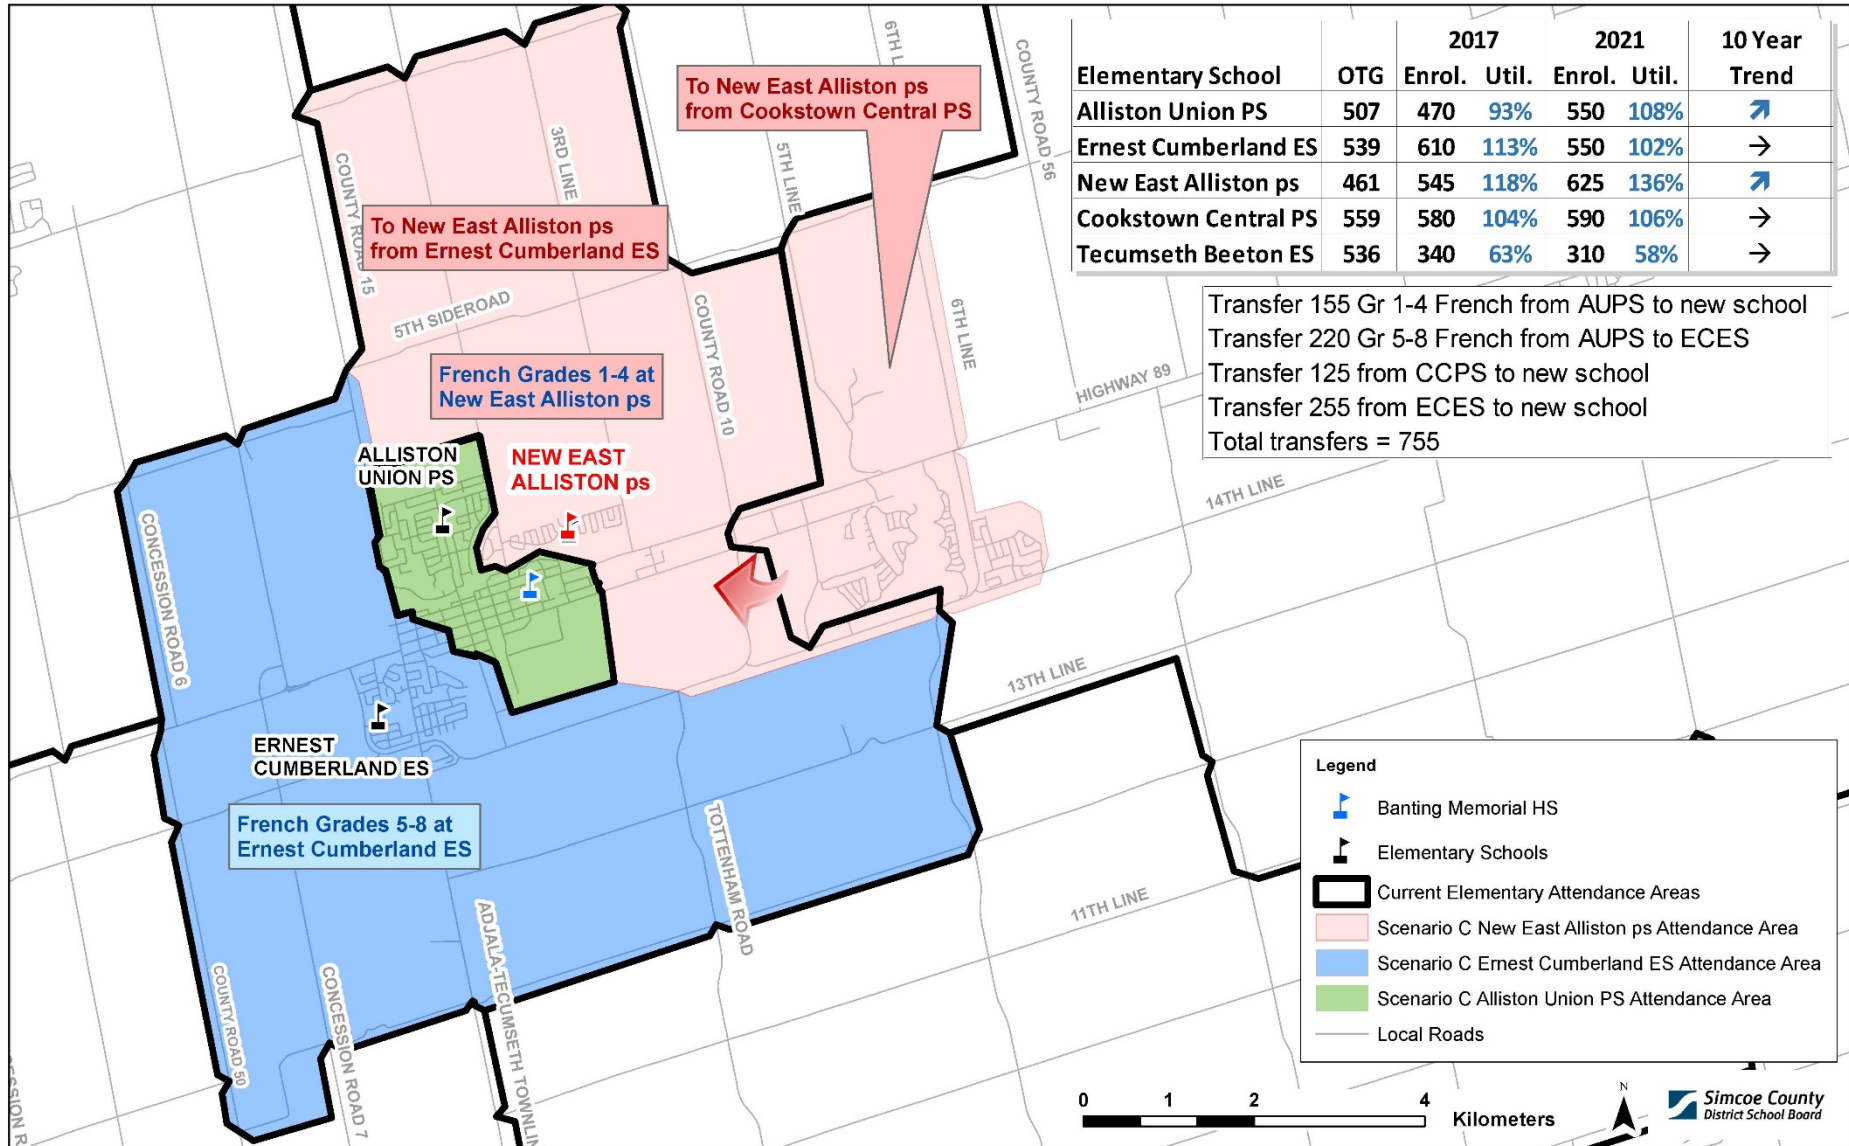 2017 2021 10 Year
Elementary School OTG Enrol. Util. Enrol. Util. Trend
Alliston Union PS 507 470 93% 550 108% ↗
Ernest Cumberland ES 539 610 113% 550 102% →
New East Alliston ps 461 545 118% 625 136% ↗
Cookstown Central PS 559 580 104% 590 106% →
Tecumseth Beeton ES 536 340 63% 310 58% →
Transfer 155 Gr 1-4 French from AUPS to new school
Transfer 220 Gr 5-8 French from AUPS to ECES
Transfer 125 from CCPS to new school
Transfer 255 from ECES to new school
Total transfers = 755
To New East Alliston ps
from Cookstown Central PS
To New East Alliston ps
from Ernest Cumberland ES
French Grades 1-4 at
New East Alliston ps
ALLISTON
UNION PS
NEW EAST
ALLISTON ps
ERNEST
CUMBERLAND ES
French Grades 5-8 at
Ernest Cumberland ES
COUNTY ROAD 15
3RD LINE
5TH LINE
6TH L
COUNTY ROAD 56
5TH SIDEROAD
COUNTY ROAD 10
6TH LINE
HIGHWAY 89
14TH LINE
13TH LINE
11TH LINE
CONCESSION ROAD 6
TOTTENHAM ROAD
COUNTY ROAD 50
CONCESSION ROAD 7
ADJALA-TECUMSETH TOWNLIN
ESSION R
Legend
Banting Memorial HS
Elementary Schools
Current Elementary Attendance Areas
Scenario C New East Alliston ps Attendance Area
Scenario C Ernest Cumberland ES Attendance Area
Scenario C Alliston Union PS Attendance Area
Local Roads
0 1 2 4
Kilometers
N
Simcoe County
District School Board